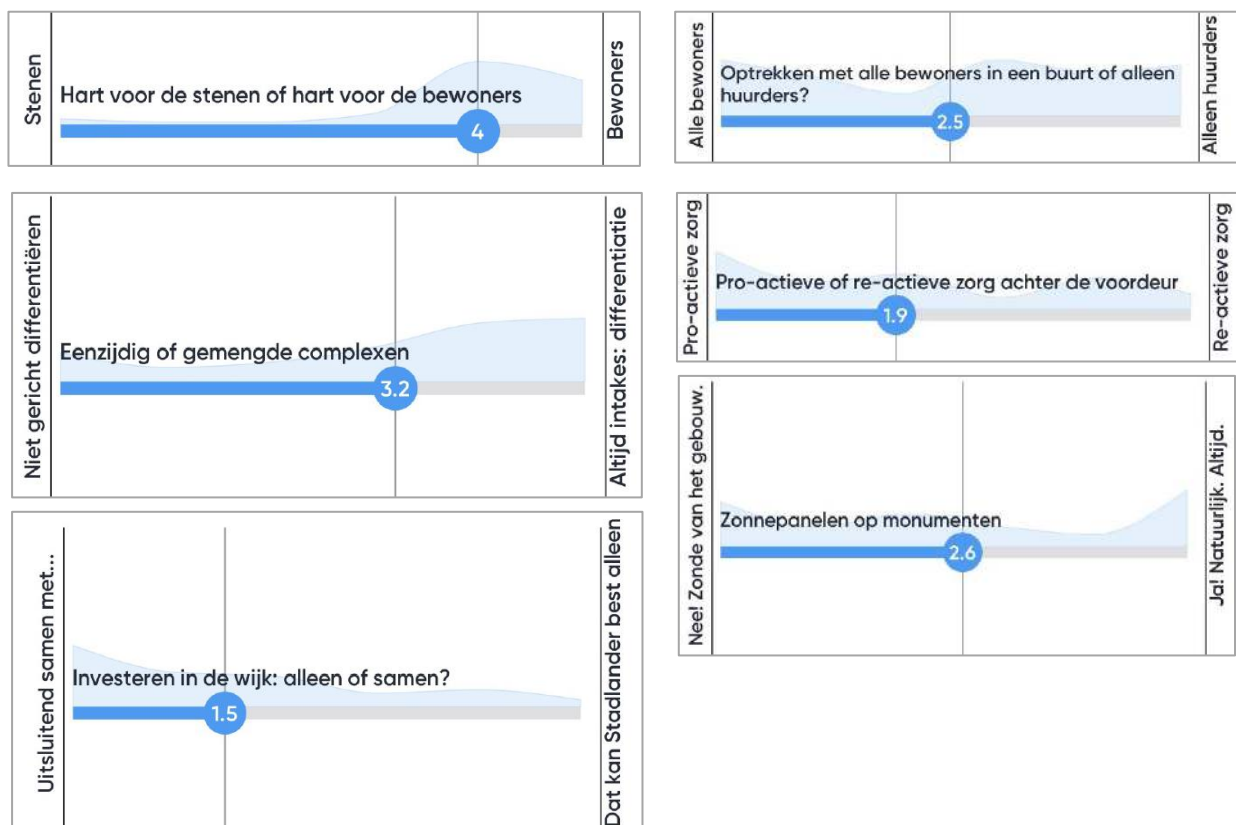 Stenen
Hart voor de stenen of hart voor de bewoners
4
Bewoners
Alle bewoners
Optrekken met alle bewoners in een buurt of alleen
huurders?
2.5
Alleen huurders
Niet gericht differentiëren
Eenzijdig of gemengde complexen
3.2
Altijd intakes: differentiatie
Pro-actieve zorg
Pro-actieve of re-actieve zorg achter de voordeur
1.9
Re-actieve zorg
Nee! Zonde van het gebouw.
Zonnepanelen op monumenten
2.6
Ja! Natuurlijk. Altijd.
Uitsluitend samen met...
Investeren in de wijk: alleen of samen?
1.5
Dat kan Stadlander best alleen